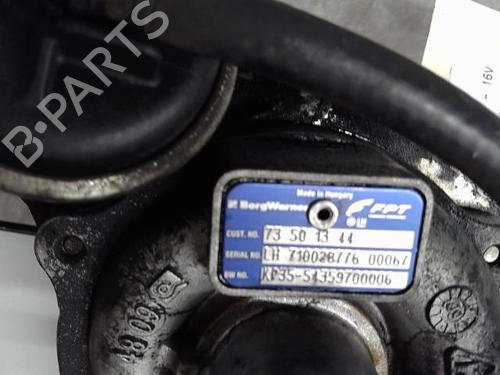 B-PARTS
- 16V
Made in Hungary
BorgWarner FPT
CUST. NO. 73 50 13 44
SERIAL NO. LH 710028776 00067
BW NO. KP35-54359700006